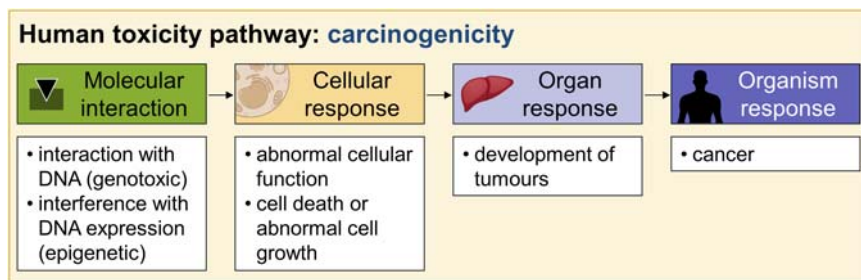 Human toxicity pathway: carcinogenicity
Molecular
interaction
Cellular
response
Organ
response
Organism
response
• interaction with
DNA (genotoxic)
• interference with
DNA expression
(epigenetic)
• abnormal cellular
function
• cell death or
abnormal cell
growth
• development of
tumours
• cancer